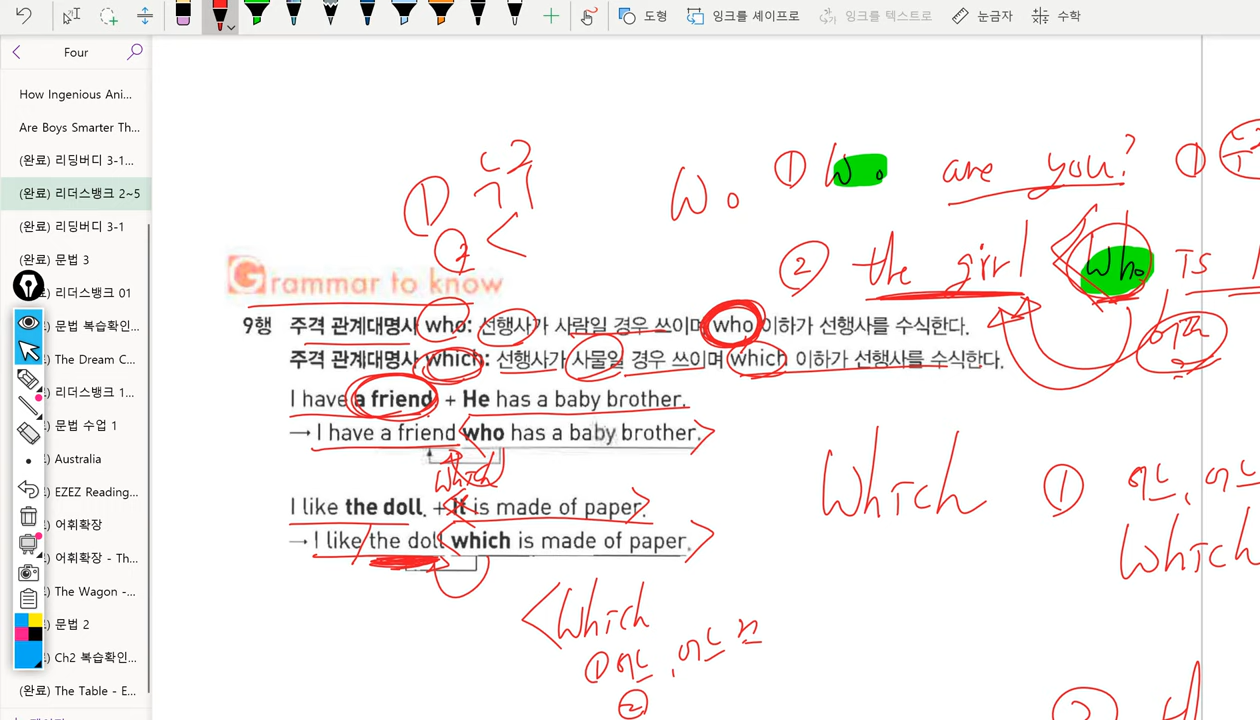 도형
잉크를 셰이프로
잉크를 텍스트로
눈금자
수학
Four
How Ingenious Ani...
Are Boys Smarter Th...
(완료) 리딩버디 3-1...
(완료) 리더스뱅크 2~5
(완료) 리딩버디 3-1
(완료) 문법 3
리더스뱅크 01
문법 복습확인...
The Dream C...
리더스뱅크 1...
문법 수업 1
Australia
EZEZ Reading...
어휘확장
어휘확장 - Th...
The Wagon -...
문법 2
Ch2 복습확인...
(완료) The Table - E...
① 누구
②
Wo
① Wo are you? ①
② the girl who is
Grammar to know
9행 주격 관계대명사 who: 선행사가 사람일 경우 쓰이며 who 이하가 선행사를 수식한다.
주격 관계대명사 which: 선행사가 사물일 경우 쓰이며 which 이하가 선행사를 수식한다.
I have a friend + He has a baby brother.
→ I have a friend who has a baby brother.
which
I like the doll. + It is made of paper.
→ I like the doll which is made of paper.
Which ①
Which
<Which
① 어느, 어느 것
②
②